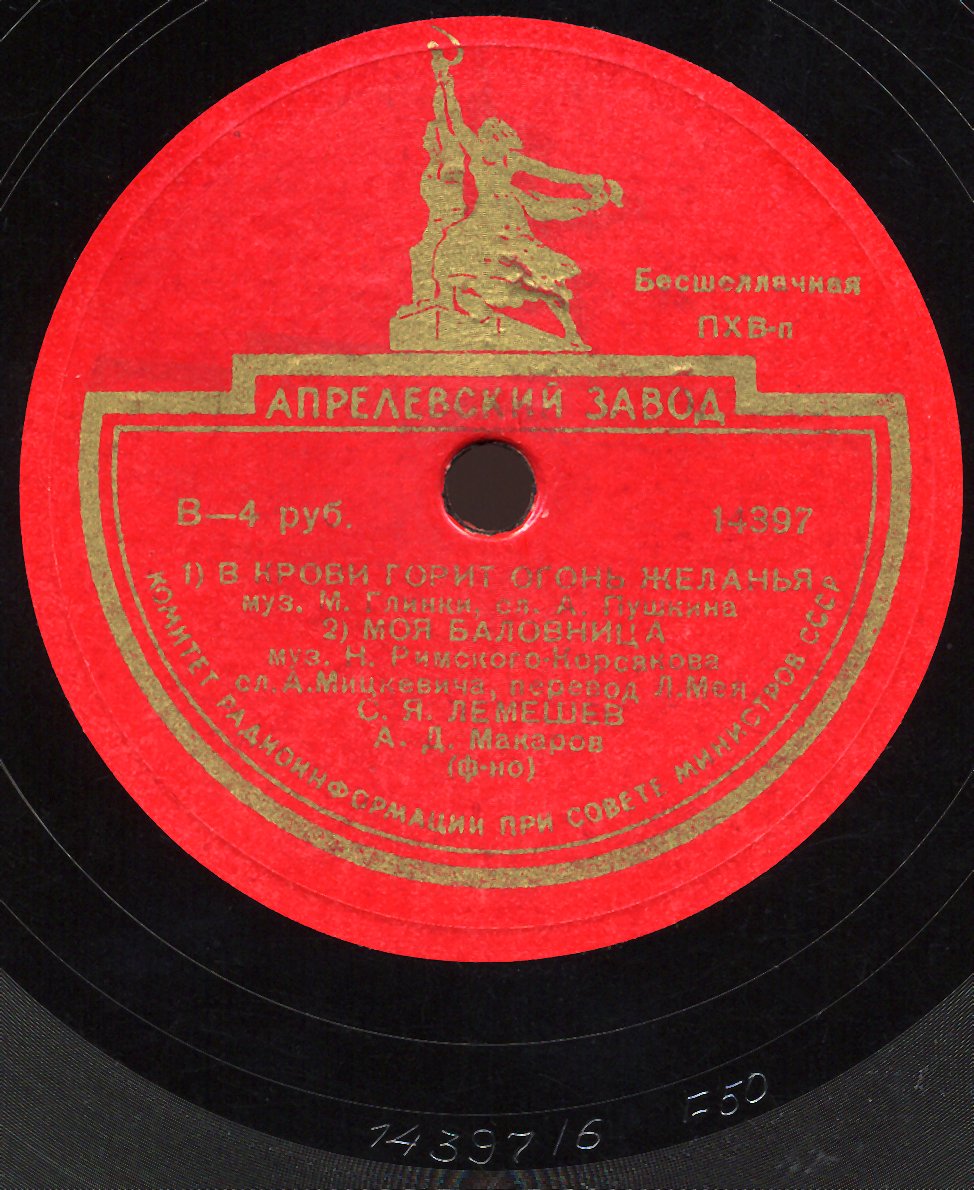 Бесшеллачная
ПХВ-п
АПРЕЛЕВСКИЙ ЗАВОД
В—4 руб.
14397
1) В КРОВИ ГОРИТ ОГОНЬ ЖЕЛАНЬЯ
муз. М. Глинки, сл. А. Пушкина
2) МОЯ БАЛОВНИЦА
муз. Н. Римского-Корсакова
сл. А. Мицкевича, перевод Л. Мея
С. Я. ЛЕМЕШЕВ
А. Д. Макаров
(ф-но)
КОМИТЕТ РАДИОИНФОРМАЦИИ ПРИ СОВЕТЕ МИНИСТРОВ СССР
14397/6 =50